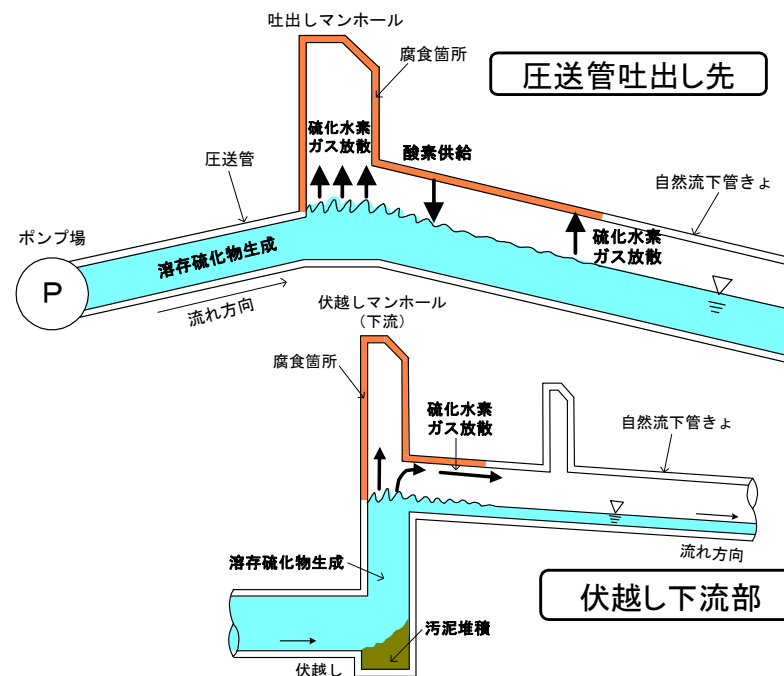 吐出しマンホール
腐食箇所
圧送管吐出し先
硫化水素
ガス放散
酸素供給
圧送管
自然流下管きょ
ポンプ場
溶存硫化物生成
硫化水素
ガス放散
P
流れ方向
伏越しマンホール
（下流）
腐食箇所
硫化水素
ガス放散
自然流下管きょ
溶存硫化物生成
流れ方向
伏越し下流部
汚泥堆積
伏越し